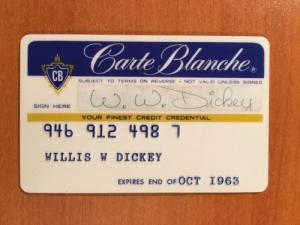 Carte Blanche®
CB
SUBJECT TO TERMS ON REVERSE - NOT VALID UNLESS SIGNED
SIGN HERE W. W. Dickey
YOUR FINEST CREDIT CREDENTIAL
946 912 498 7
WILLIS W DICKEY
EXPIRES END OF OCT 1963